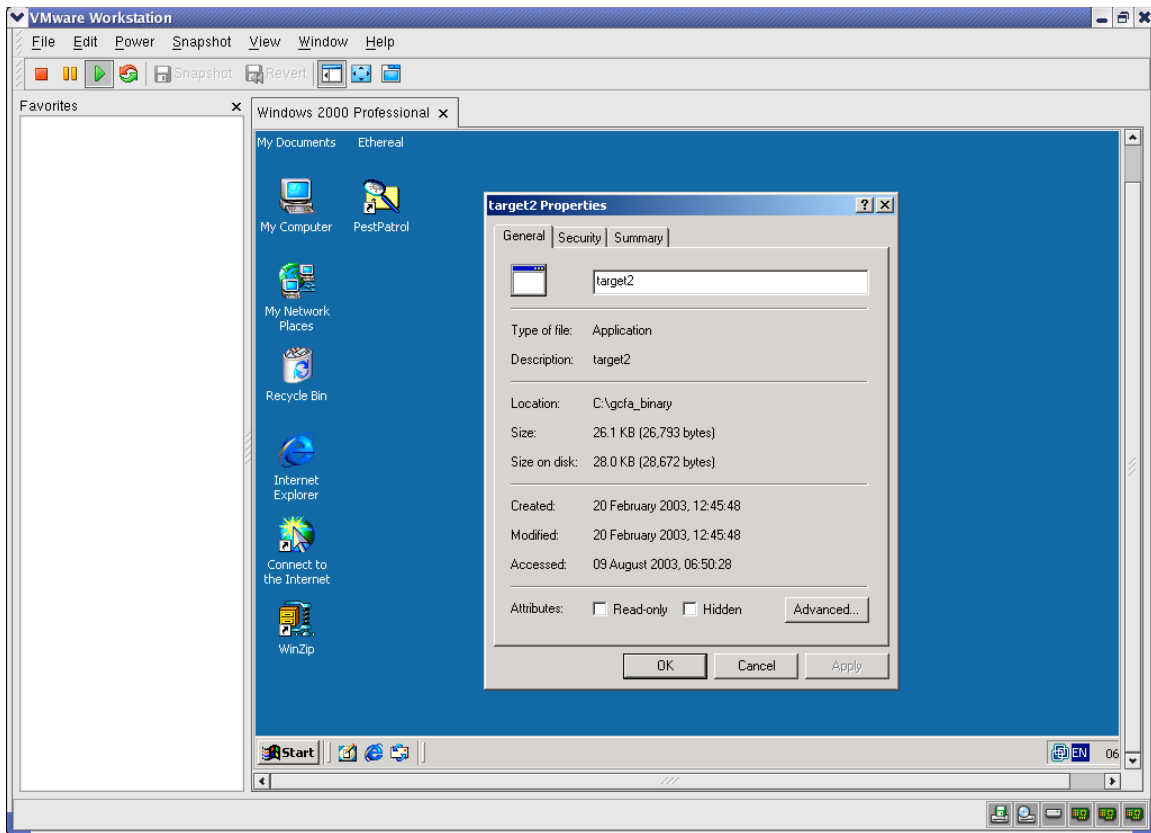 VMware Workstation
File Edit Power Snapshot View Window Help
Snapshot Revert
Favorites
Windows 2000 Professional
My Documents Ethereal
My Computer PestPatrol
My Network
Places
Recycle Bin
Internet
Explorer
Connect to
the Internet
WinZip
target2 Properties
General Security Summary
target2
Type of file: Application
Description: target2
Location: C:\gcfa_binary
Size: 26.1 KB (26,793 bytes)
Size on disk: 28.0 KB (28,672 bytes)
Created: 20 February 2003, 12:45:48
Modified: 20 February 2003, 12:45:48
Accessed: 09 August 2003, 06:50:28
Attributes: Read-only Hidden Advanced...
OK Cancel Apply
Start EN 06